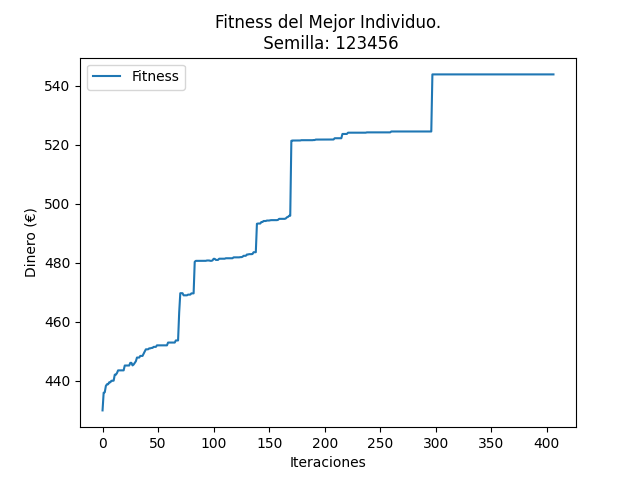 Fitness del Mejor Individuo.
Semilla: 123456
Fitness
540
520
500
480
460
440
Dinero (€)
0 50 100 150 200 250 300 350 400
Iteraciones